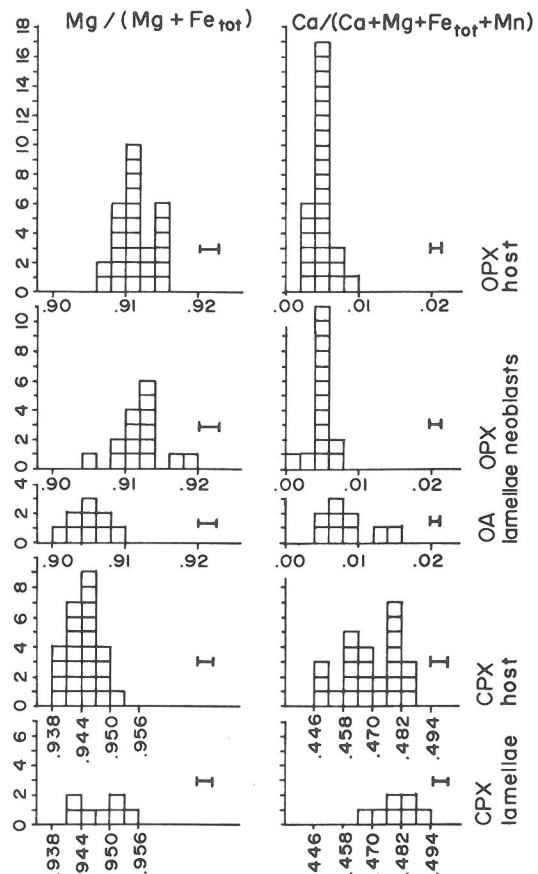 Mg/(Mg+Fetot) Ca/(Ca+Mg+Fetot+Mn)
18
16
14
12
10
8
6
4
2
0
.90 .91 .92 .00 .01 .02
OPX
host
10
8
6
4
2
0
.90 .91 .92 .00 .01 .02
OPX
neoblasts
4
2
0
.90 .91 .92 .00 .01 .02
OA
lamellae
8
6
4
2
0
.938 .944 .950 .956 .446 .458 .470 .482 .494
CPX
host
6
4
2
0
.938 .944 .950 .956 .446 .458 .470 .482 .494
CPX
lamellae